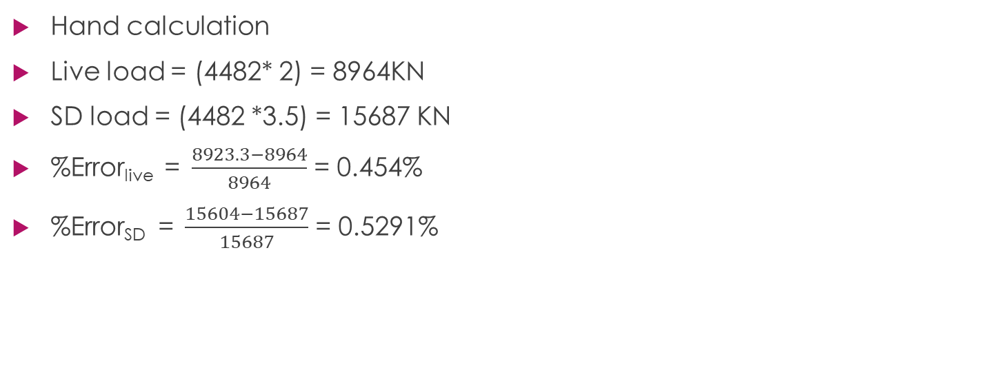 Hand calculation
Live load = (4482* 2) = 8964KN
SD load = (4482 *3.5) = 15687 KN
%Errorlive = 8923.3−8964/8964 = 0.454%
%ErrorSD = 15604−15687/15687 = 0.5291%